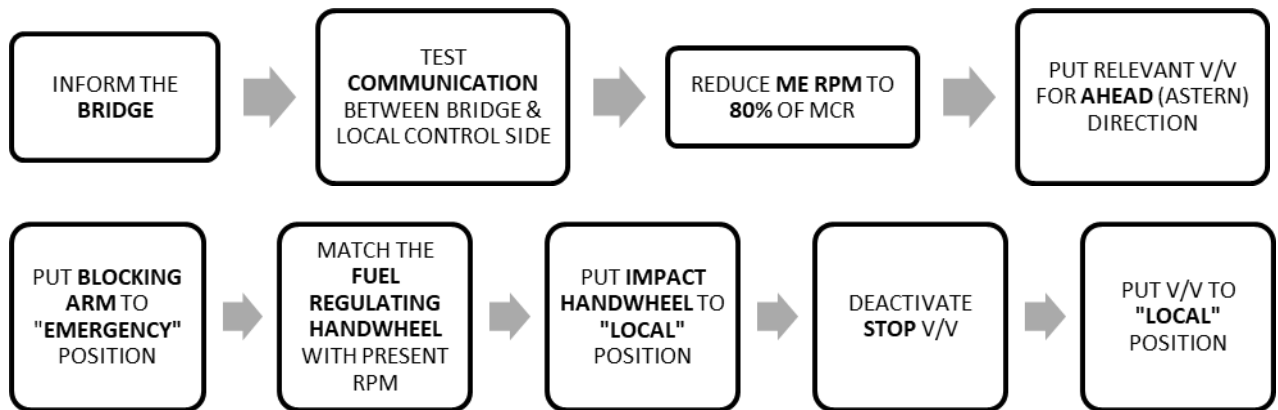 INFORM THE
BRIDGE
TEST
COMMUNICATION
BETWEEN BRIDGE &
LOCAL CONTROL SIDE
REDUCE ME RPM TO
80% OF MCR
PUT RELEVANT V/V
FOR AHEAD (ASTERN)
DIRECTION
PUT BLOCKING
ARM TO
"EMERGENCY"
POSITION
MATCH THE
FUEL
REGULATING
HANDWHEEL
WITH PRESENT
RPM
PUT IMPACT
HANDWHEEL TO
"LOCAL"
POSITION
DEACTIVATE
STOP V/V
PUT V/V TO
"LOCAL"
POSITION